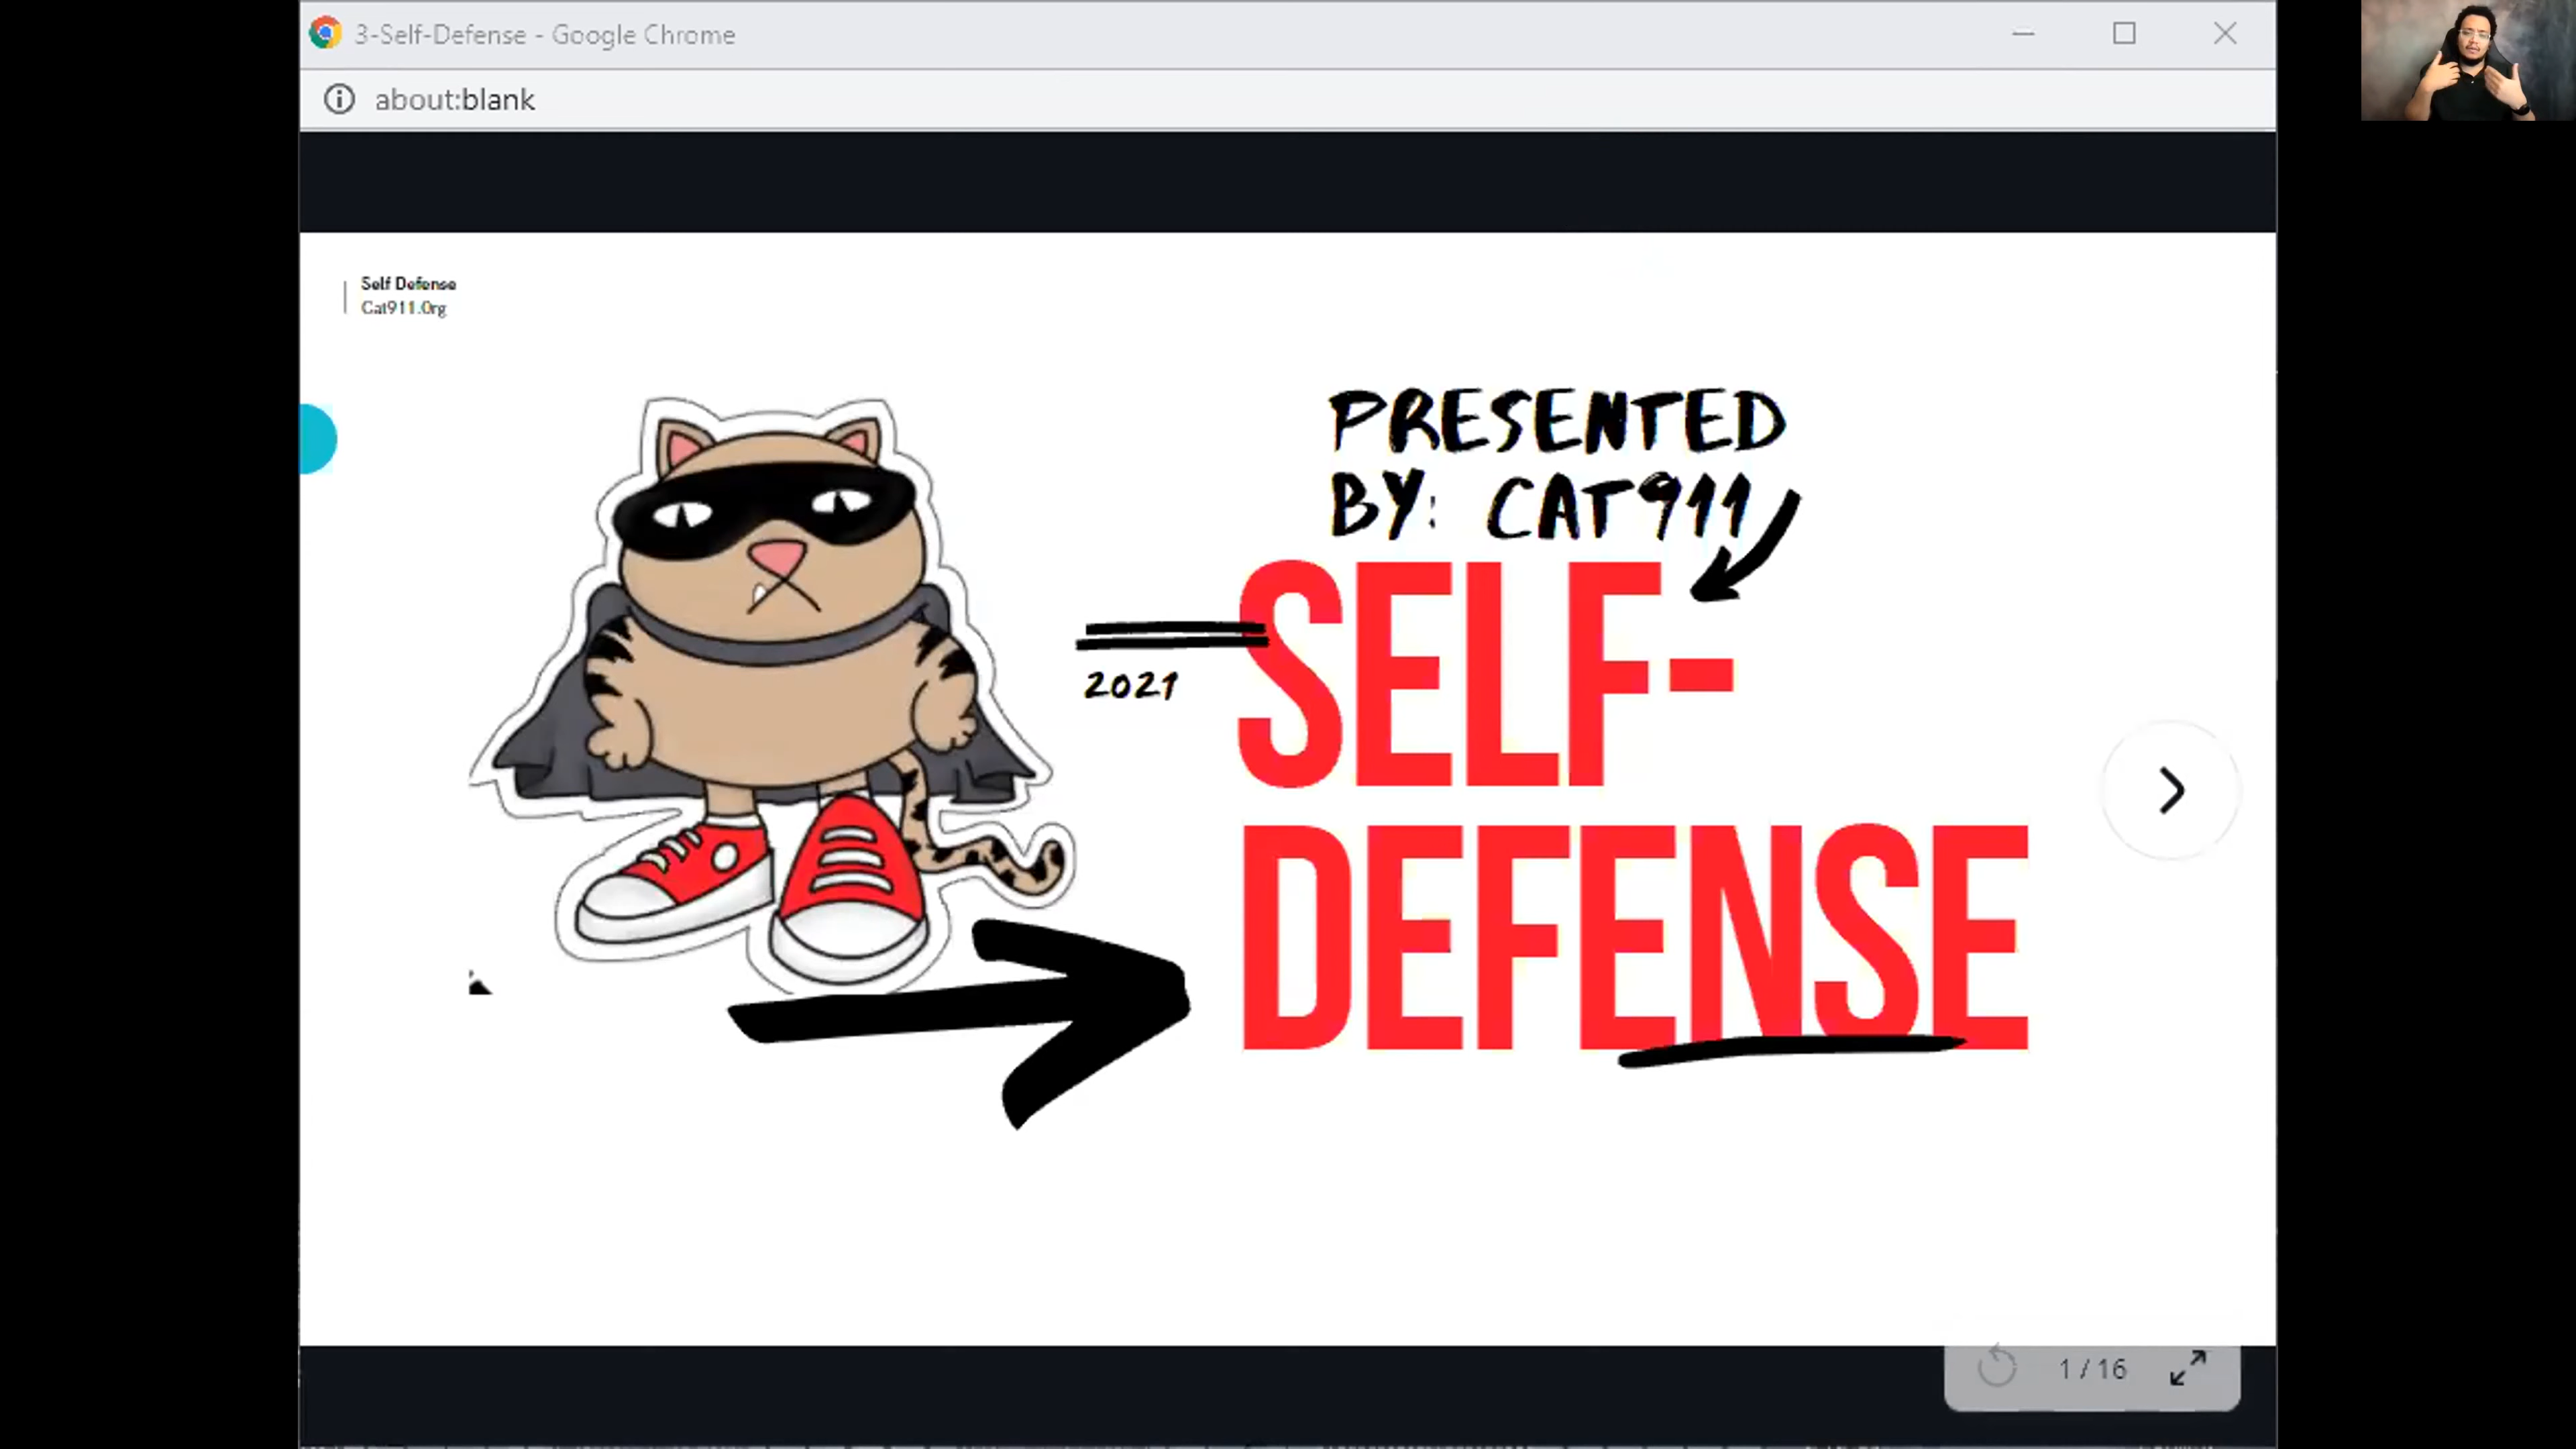 3-Self-Defense - Google Chrome
about:blank
Self Defense
Cat911.Org
PRESENTED
BY: CAT911
SELF-
2021
DEFENSE
1 / 16